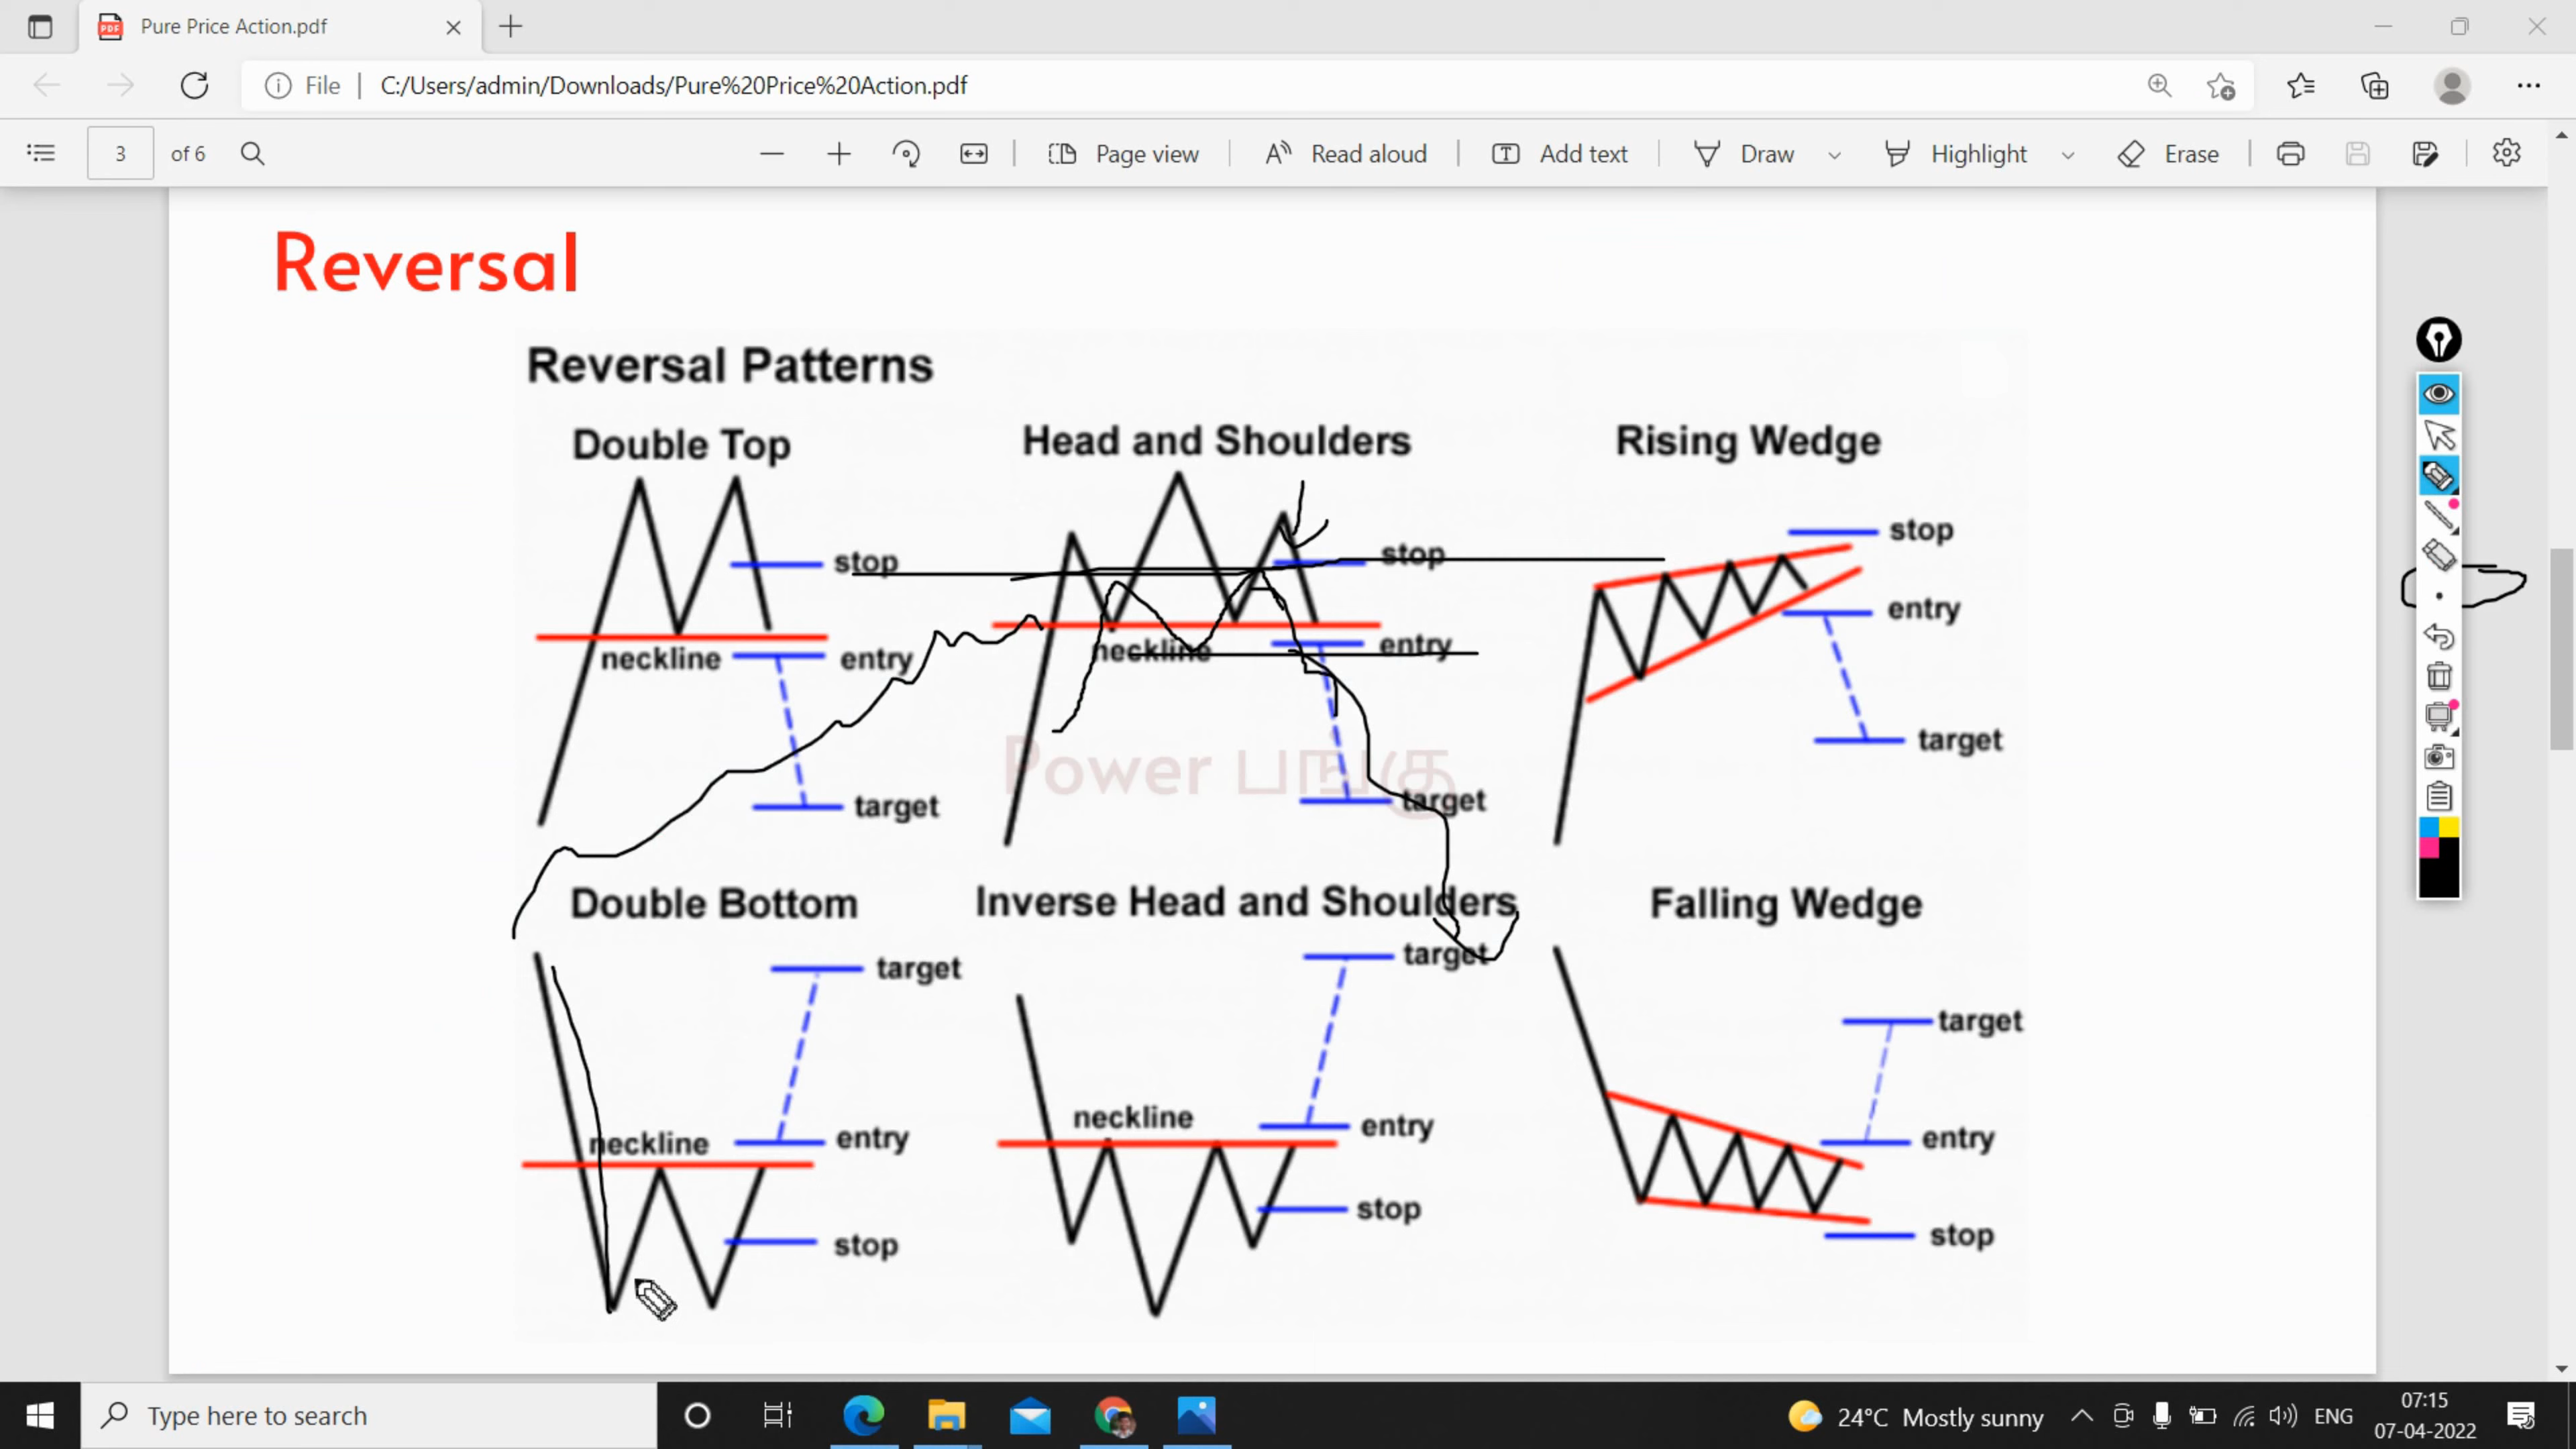 Pure Price Action.pdf
File C:/Users/admin/Downloads/Pure%20Price%20Action.pdf
3 of 6 Page view Read aloud Add text Draw Highlight Erase
Reversal
Reversal Patterns
Double Top Head and Shoulders Rising Wedge
stop stop stop
entry
neckline entry neckline entry
target
Power பங்கு
target target
Double Bottom Inverse Head and Shoulders Falling Wedge
target target
target
neckline entry neckline entry entry
stop stop stop
Type here to search
24°C Mostly sunny ENG
07:15
07-04-2022